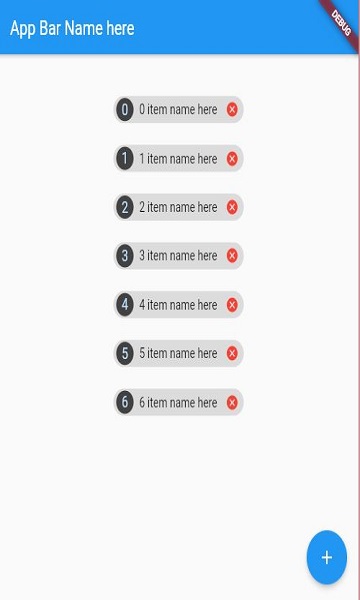 DEBUG
App Bar Name here
0 0 item name here
1 1 item name here
2 2 item name here
3 3 item name here
4 4 item name here
5 5 item name here
6 6 item name here
+